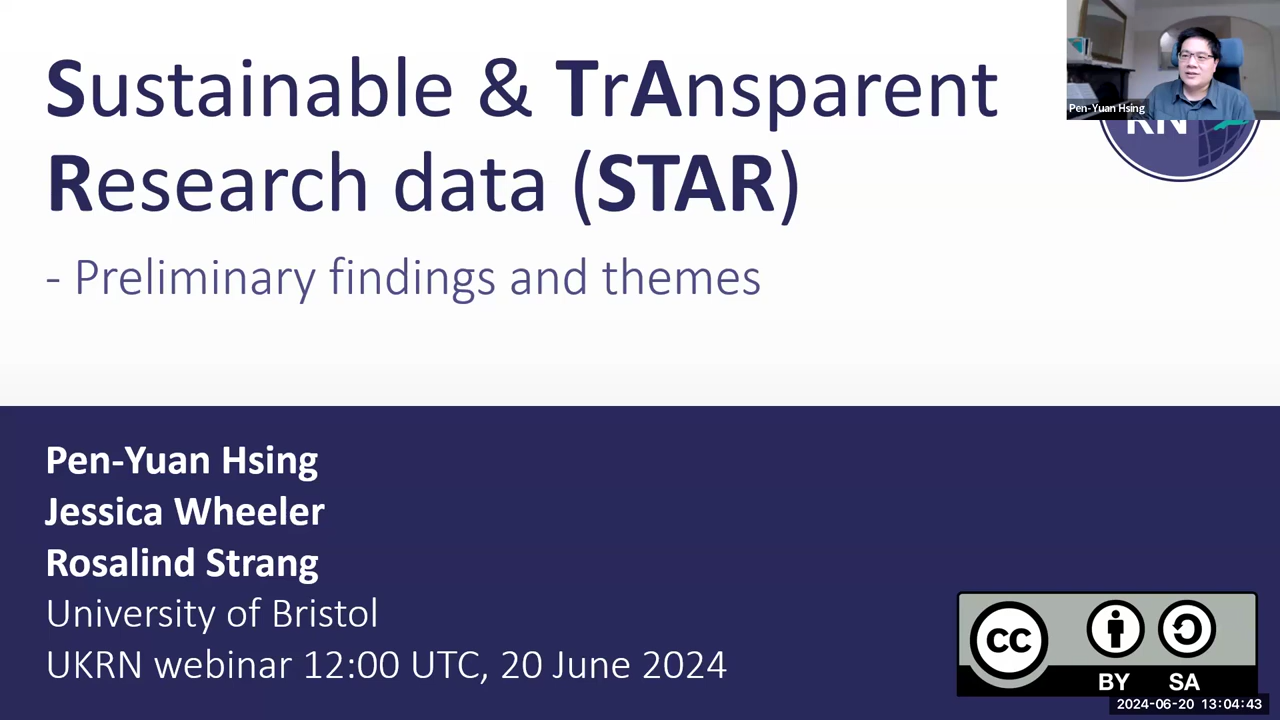 Sustainable & TrAnsparent
Research data (STAR)
- Preliminary findings and themes
Pen-Yuan Hsing
RN
Pen-Yuan Hsing
Jessica Wheeler
Rosalind Strang
University of Bristol
UKRN webinar 12:00 UTC, 20 June 2024
cc
BY SA
2024-06-20 13:04:43